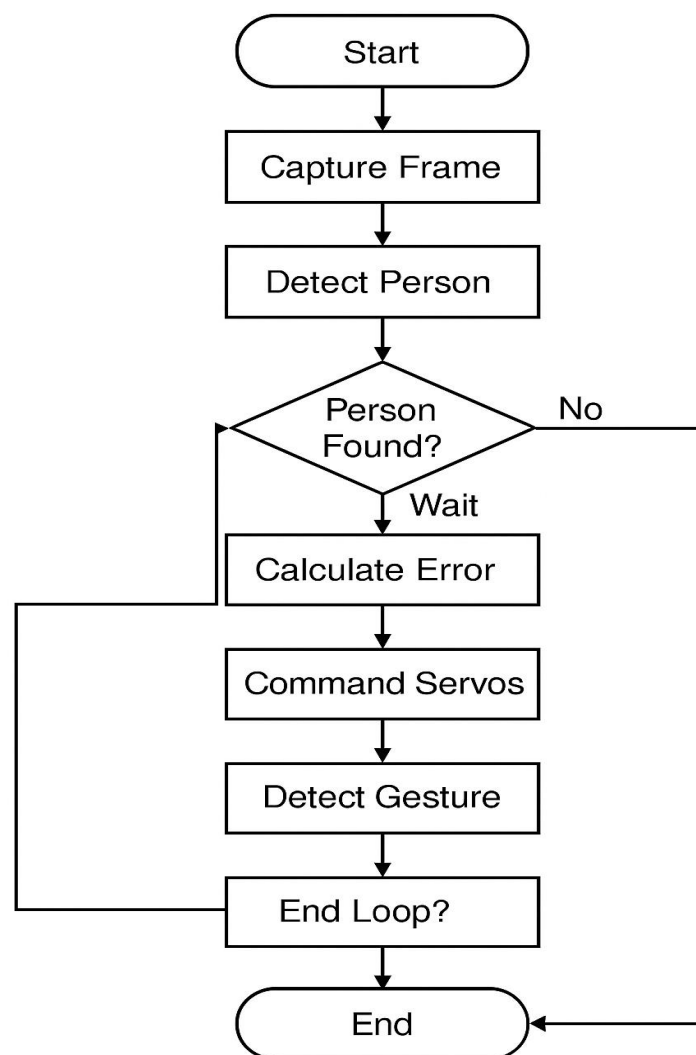 Start
Capture Frame
Detect Person
Person
Found?
No
Wait
Calculate Error
Command Servos
Detect Gesture
End Loop?
End